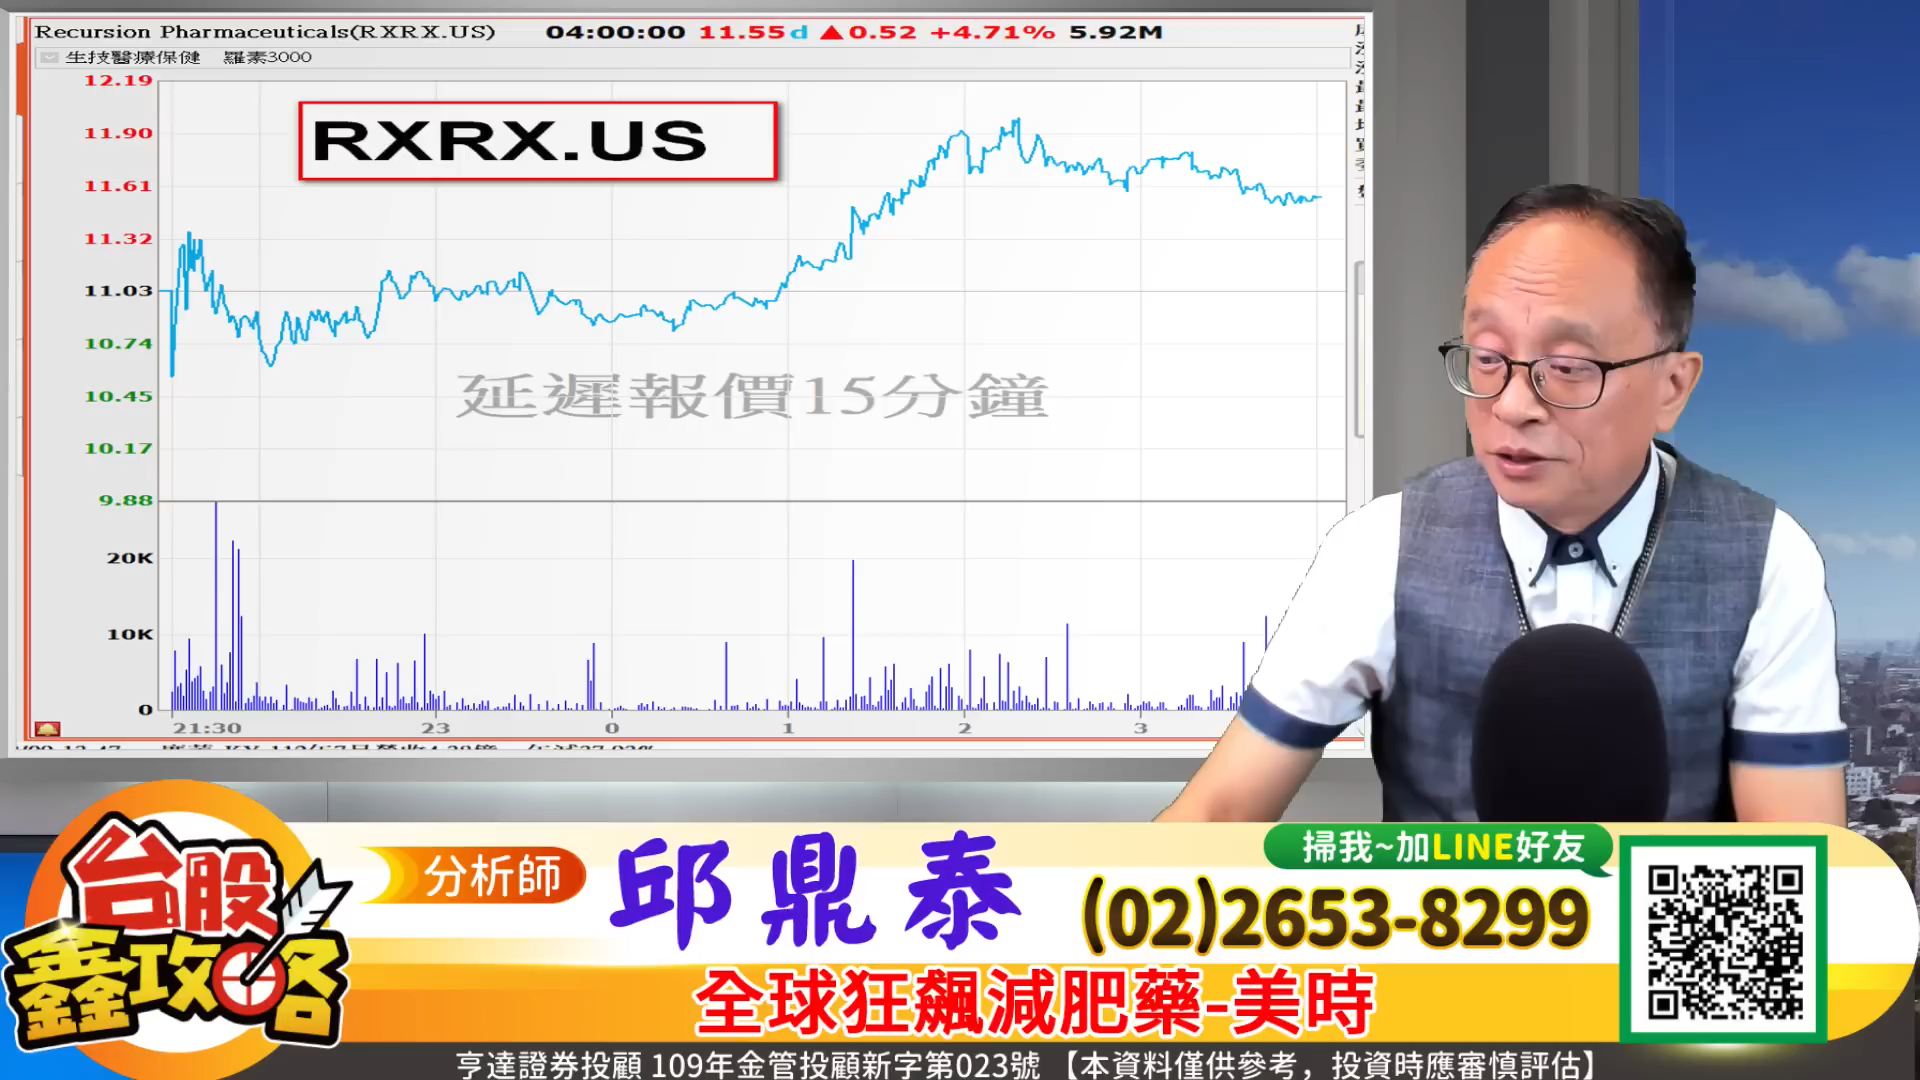 Recursion Pharmaceuticals(RXRX.US) 04:00:00 11.55d ▲0.52 +4.71% 5.92M
生技醫療保健 羅素3000
12.19
11.90
11.61
11.32
11.03
10.74
10.45
10.17
9.88
20K
10K
0
RXRX.US
延遲報價15分鐘
21:30 23 0 1 2 3
台股
鑫攻略
分析師
邱鼎泰
掃我~加LINE好友
(02)2653-8299
全球狂飆減肥藥-美時
亨達證券投顧 109年金管投顧新字第023號 【本資料僅供參考，投資時應審慎評估】